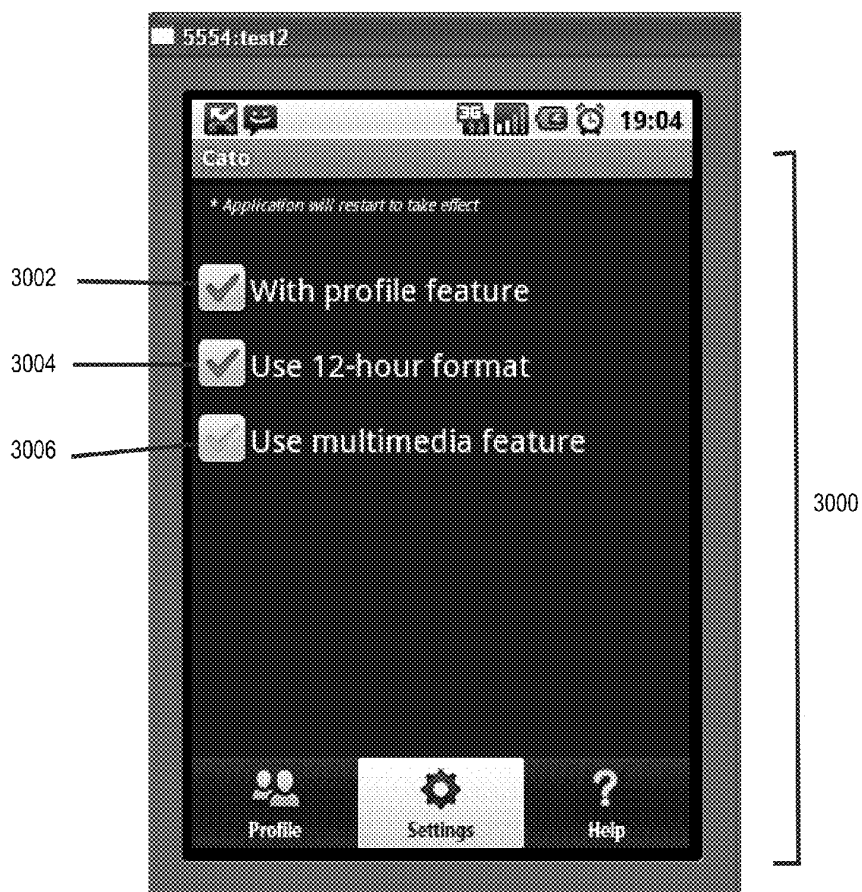 5554:test2
3G 19:04
Cato
* Application will restart to take effect
3002 With profile feature
3004 Use 12-hour format
3006 Use multimedia feature
3000
Profile Settings Help